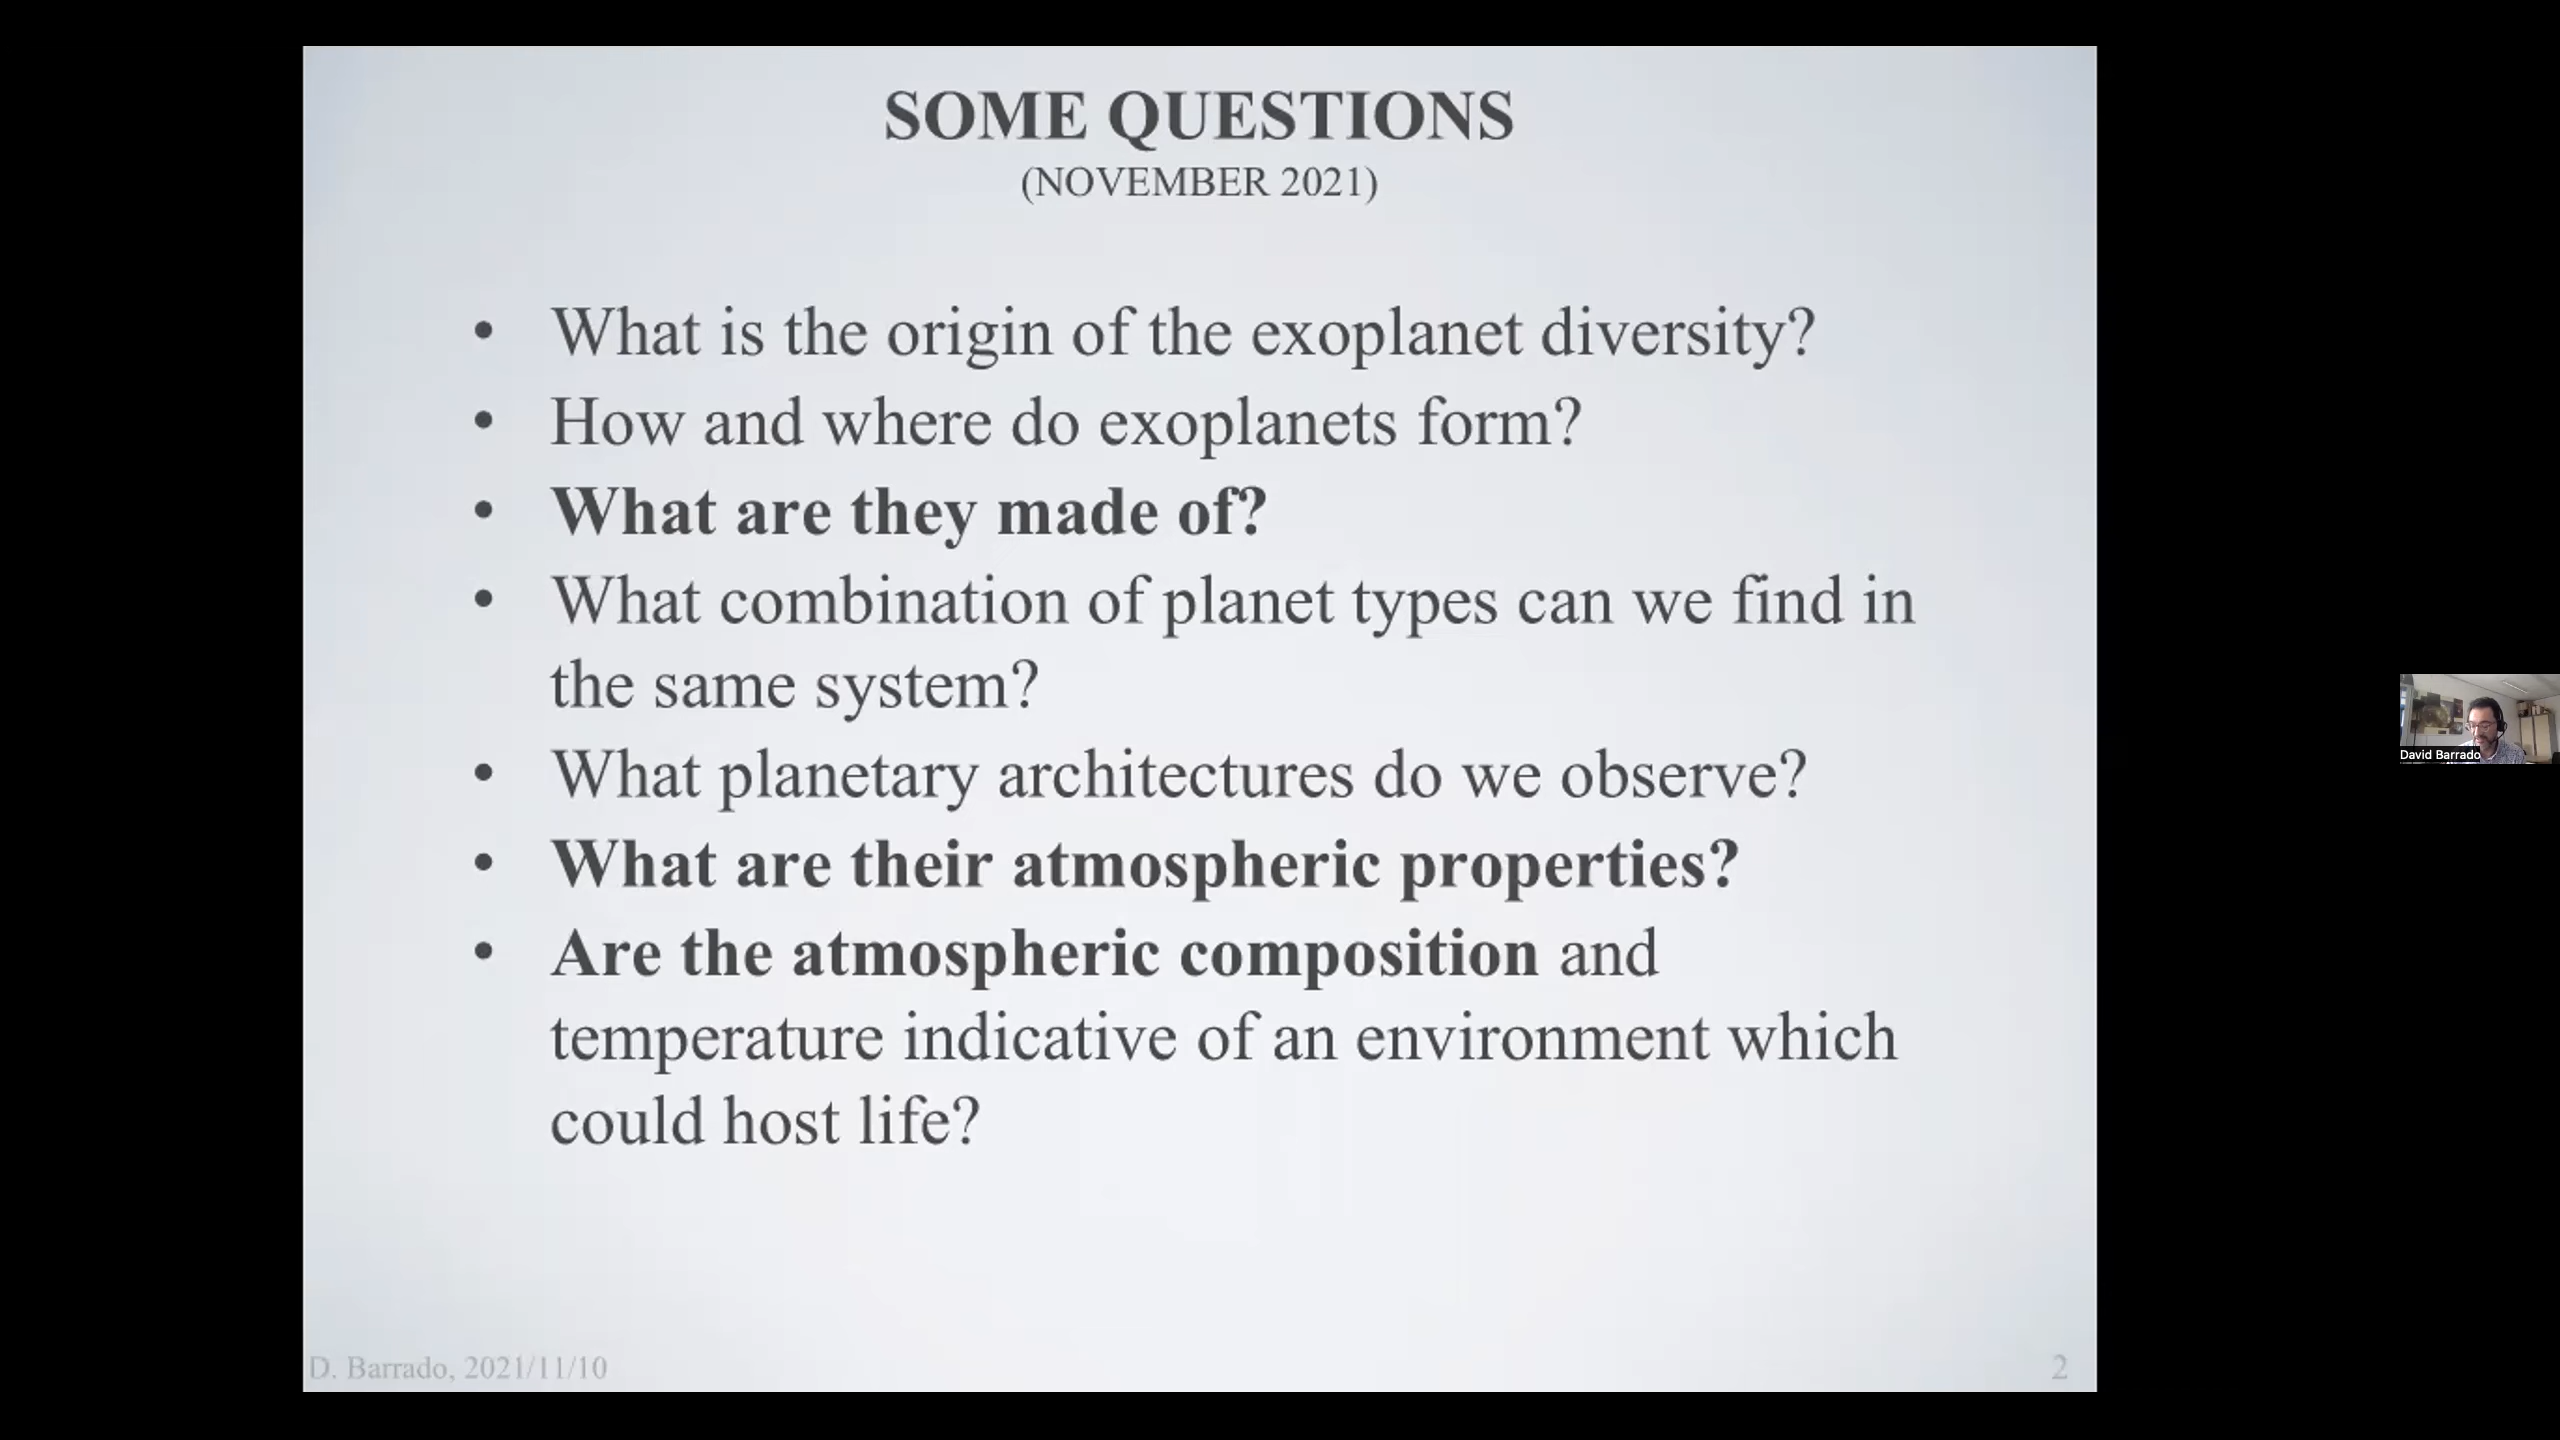 SOME QUESTIONS
(NOVEMBER 2021)
• What is the origin of the exoplanet diversity?
• How and where do exoplanets form?
• What are they made of?
• What combination of planet types can we find in
the same system?
• What planetary architectures do we observe?
• What are their atmospheric properties?
• Are the atmospheric composition and
temperature indicative of an environment which
could host life?
D. Barrado, 2021/11/10
2
David Barrado